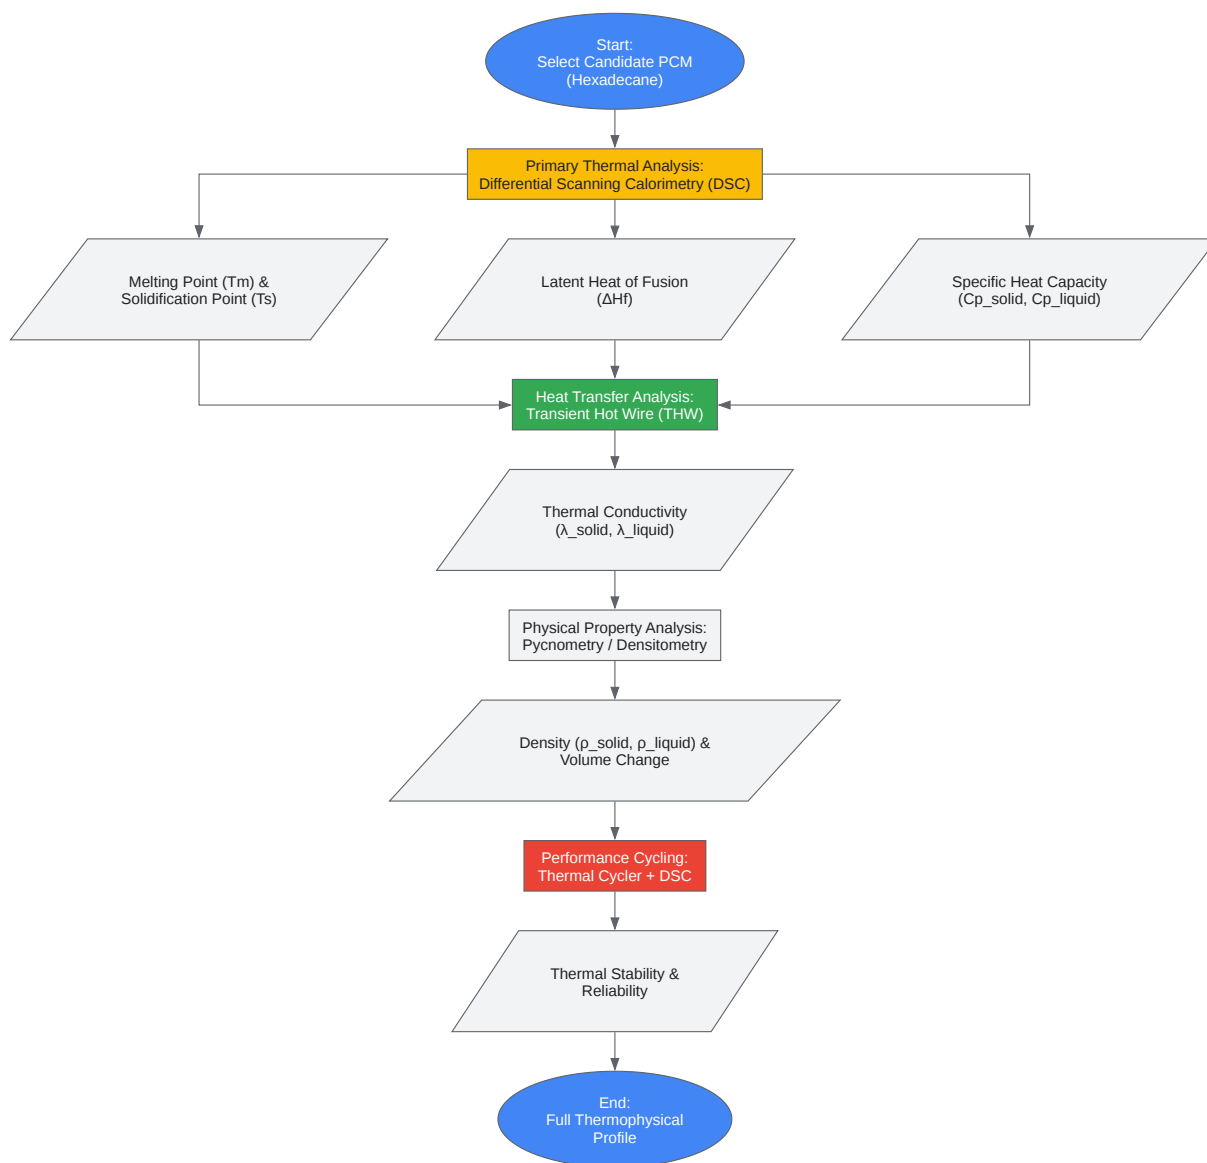 Start:
Select Candidate PCM
(Hexadecane)
Primary Thermal Analysis:
Differential Scanning Calorimetry (DSC)
Melting Point (Tm) &
Solidification Point (Ts)
Latent Heat of Fusion
(ΔHf)
Specific Heat Capacity
(Cp_solid, Cp_liquid)
Heat Transfer Analysis:
Transient Hot Wire (THW)
Thermal Conductivity
(λ_solid, λ_liquid)
Physical Property Analysis:
Pycnometry / Densitometry
Density (ρ_solid, ρ_liquid) &
Volume Change
Performance Cycling:
Thermal Cycler + DSC
Thermal Stability &
Reliability
End:
Full Thermophysical
Profile